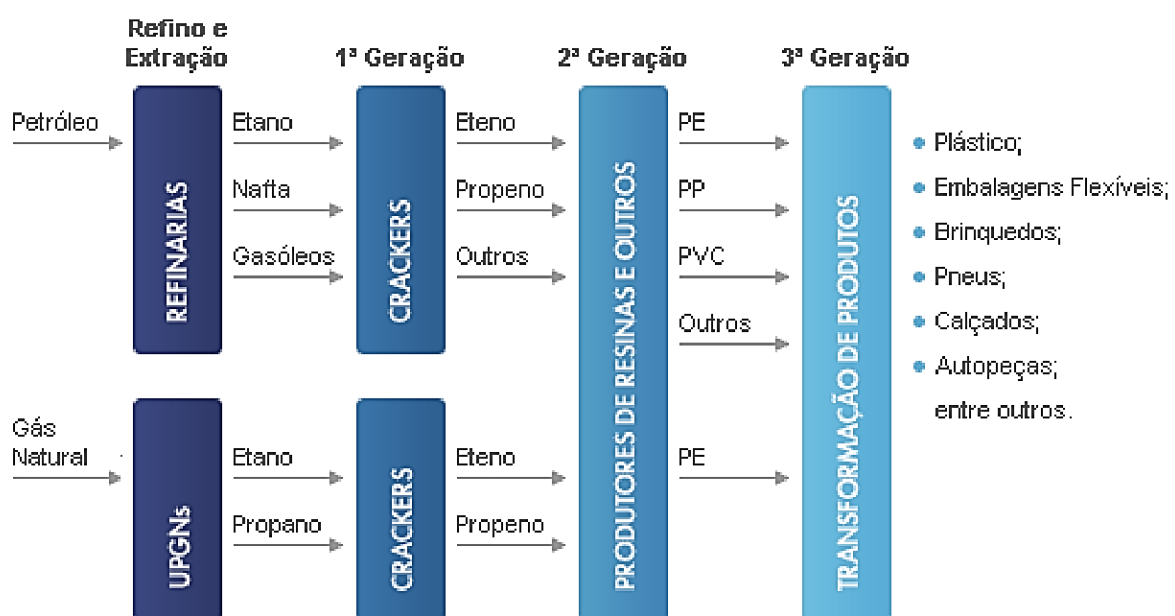 Refino e
Extração
1ª Geração
2ª Geração
3ª Geração
Petróleo
REFINARIAS
Etano
Nafta
Gasóleos
CRACKERS
Eteno
Propeno
Outros
PRODUTORES DE RESINAS E OUTROS
PE
PP
PVC
Outros
TRANSFORMAÇÃO DE PRODUTOS
• Plástico;
• Embalagens Flexíveis;
• Brinquedos;
• Pneus;
• Calçados;
• Autopeças;
entre outros.
Gás
Natural
UPGNs
Etano
Propano
CRACKERS
Eteno
Propeno
PE